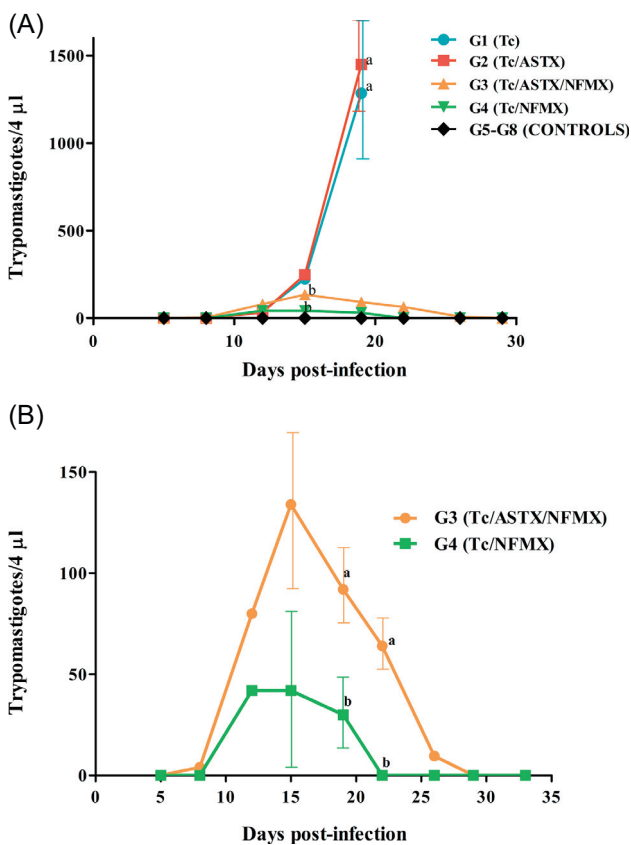 (A)
G1 (Tc)
G2 (Tc/ASTX)
G3 (Tc/ASTX/NFMX)
G4 (Tc/NFMX)
G5-G8 (CONTROLS)
Trypomastigotes/4 µl
1500
1000
500
0
a
a
b
b
0 10 20 30
Days post-infection
(B)
G3 (Tc/ASTX/NFMX)
G4 (Tc/NFMX)
Trypomastigotes/4 µl
150
100
50
0
a
a
b
b
0 5 10 15 20 25 30 35
Days post-infection